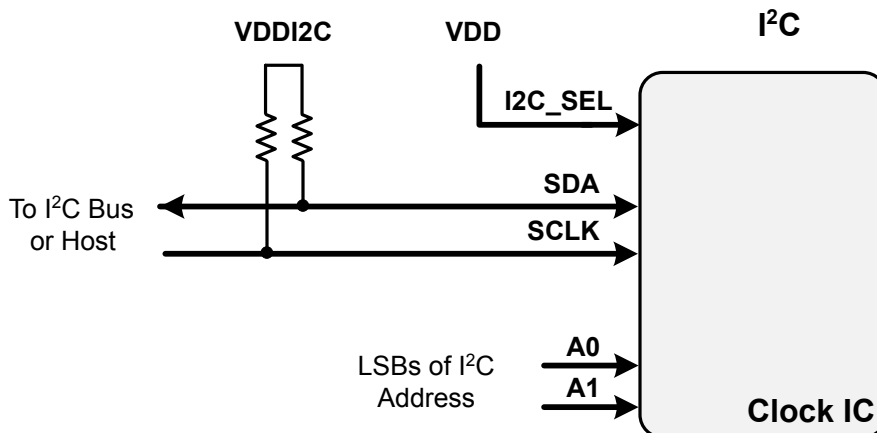 VDDI2C
VDD
I²C
I2C_SEL
SDA
To I²C Bus
or Host
SCLK
LSBs of I²C
Address
A0
A1
Clock IC